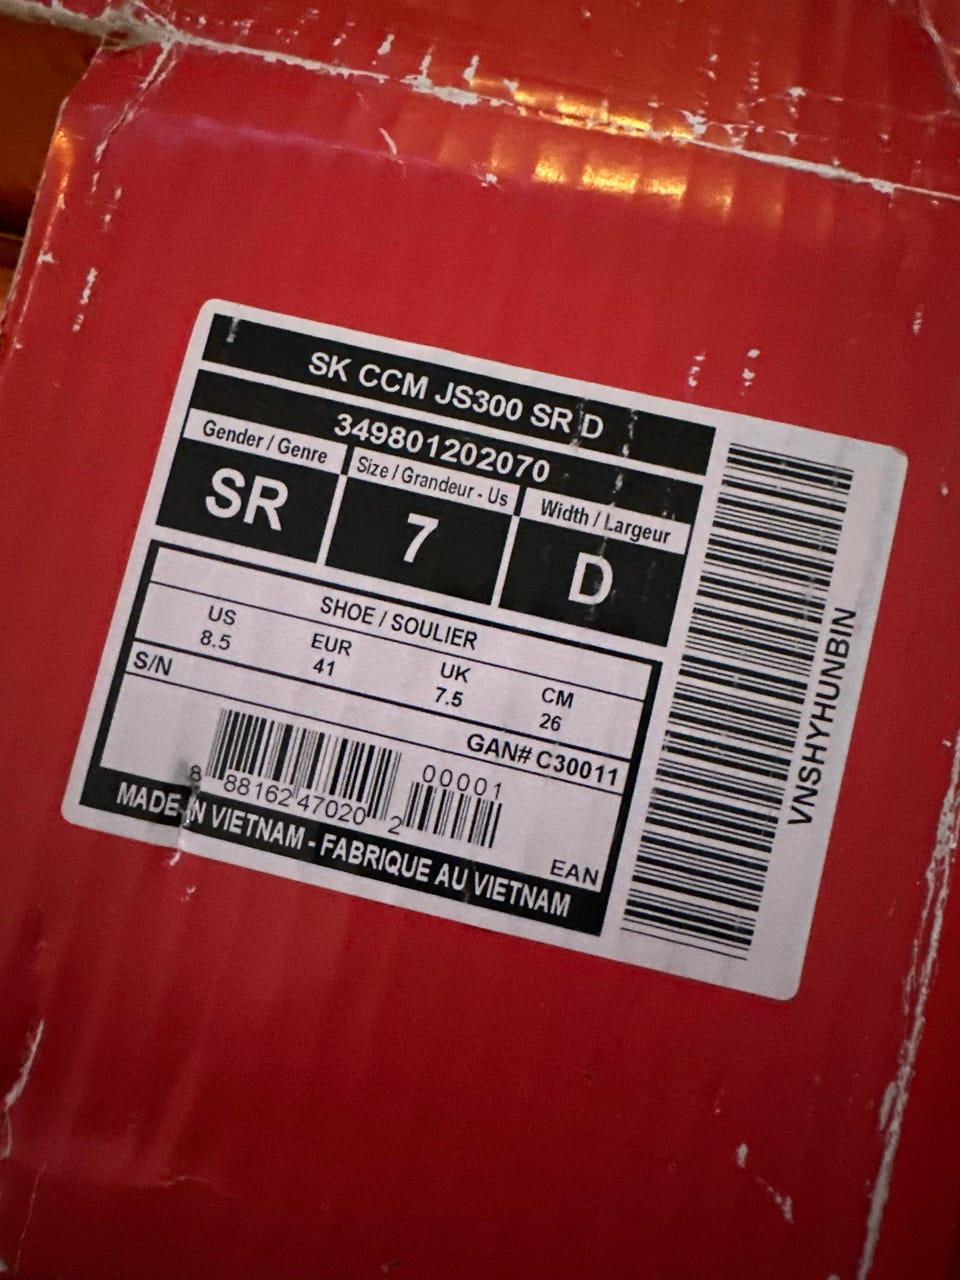 SK CCM JS300 SR D
349801202070
Gender / Genre
Size / Grandeur - Us
Width / Largeur
SR
7
D
SHOE / SOULIER
US
EUR
UK
CM
8.5
41
7.5
26
S/N
GAN# C30011
8 88162 47020 2
00001
EAN
MADE IN VIETNAM - FABRIQUE AU VIETNAM
VNSHYHUNBIN